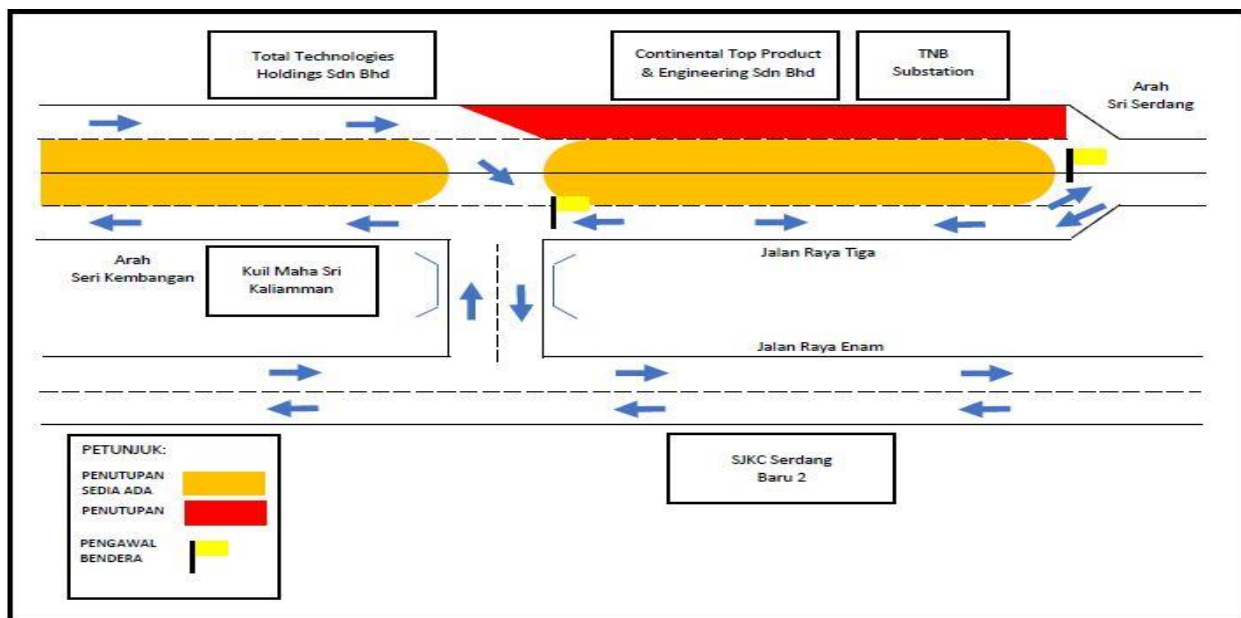 Total Technologies
Holdings Sdn Bhd
Continental Top Product
& Engineering Sdn Bhd
TNB
Substation
Arah
Sri Serdang
Arah
Seri Kembangan
Kuil Maha Sri
Kaliamman
Jalan Raya Tiga
Jalan Raya Enam
PETUNJUK:
PENUTUPAN
SEDIA ADA
PENUTUPAN
PENGAWAL
BENDERA
SJKC Serdang
Baru 2